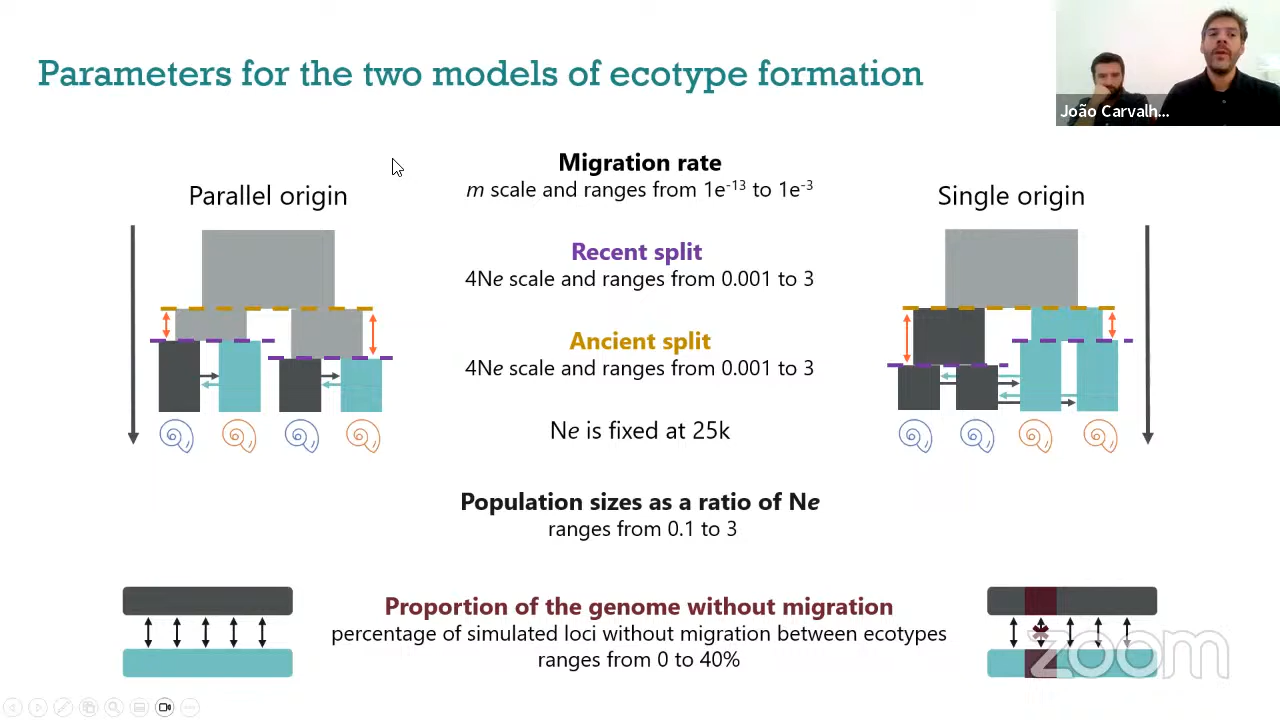 Parameters for the two models of ecotype formation
João Carvalh...
Migration rate
m scale and ranges from 1e-13 to 1e-3
Parallel origin
Single origin
Recent split
4Ne scale and ranges from 0.001 to 3
Ancient split
4Ne scale and ranges from 0.001 to 3
Ne is fixed at 25k
Population sizes as a ratio of Ne
ranges from 0.1 to 3
Proportion of the genome without migration
percentage of simulated loci without migration between ecotypes
ranges from 0 to 40%
zoom